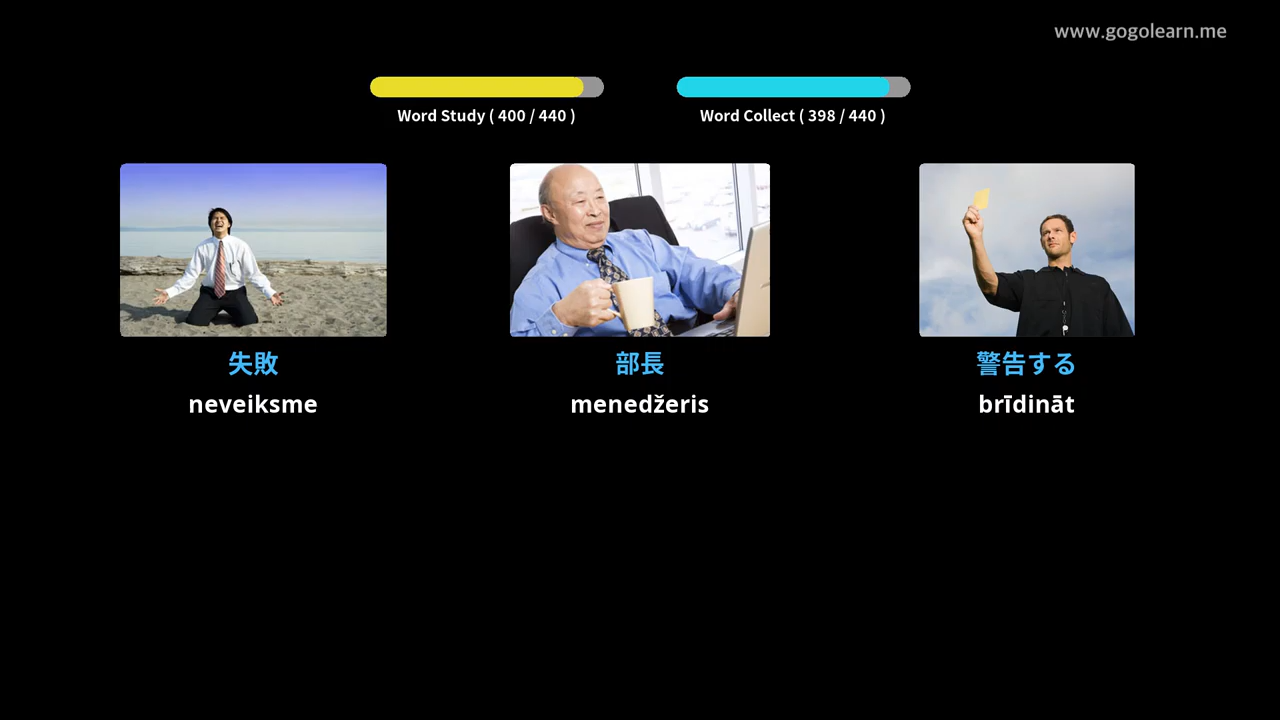 www.gogolearn.me
Word Study ( 400 / 440 )
Word Collect ( 398 / 440 )
失敗
部長
警告する
neveiksme
menedžeris
brīdināt